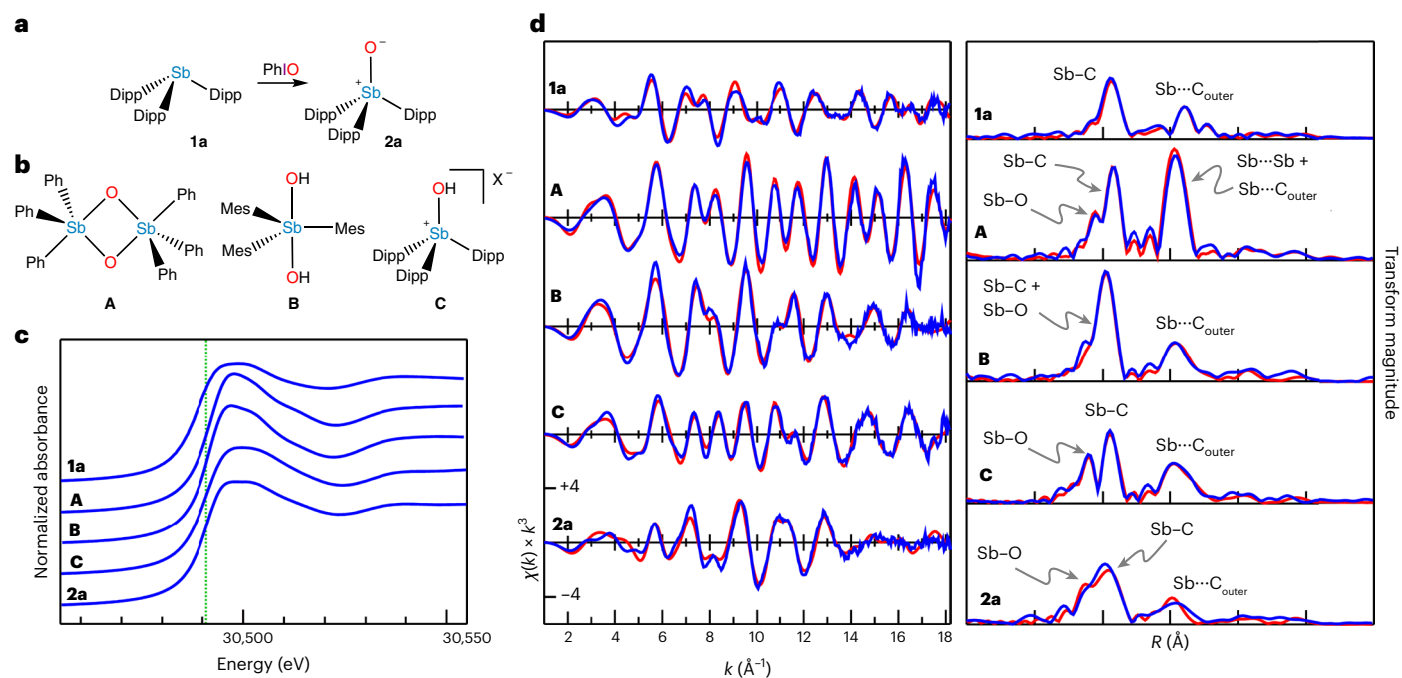 a
Sb
Dipp
Dipp
Dipp
1a
PhIO
O−
+
Sb
Dipp
Dipp
Dipp
2a
b
Ph
Ph
Ph
Sb
O
O
Sb
Ph
Ph
Ph
A
OH
Mes
Sb
Mes
Mes
OH
B
OH
X−
+
Sb
Dipp
Dipp
Dipp
C
c
Normalized absorbance
1a
A
B
C
2a
30,500
30,550
Energy (eV)
d
1a
A
B
C
+4
2a
−4
χ(k) × k³
2 4 6 8 10 12 14 16 18
k (Å−1)
Sb–C
Sb···Couter
1a
Sb–C
Sb–O
Sb···Sb +
Sb···Couter
A
Sb–C +
Sb–O
Sb···Couter
B
Sb–C
Sb–O
Sb···Couter
C
Sb–C
Sb–O
Sb···Couter
2a
R (Å)
Transform magnitude